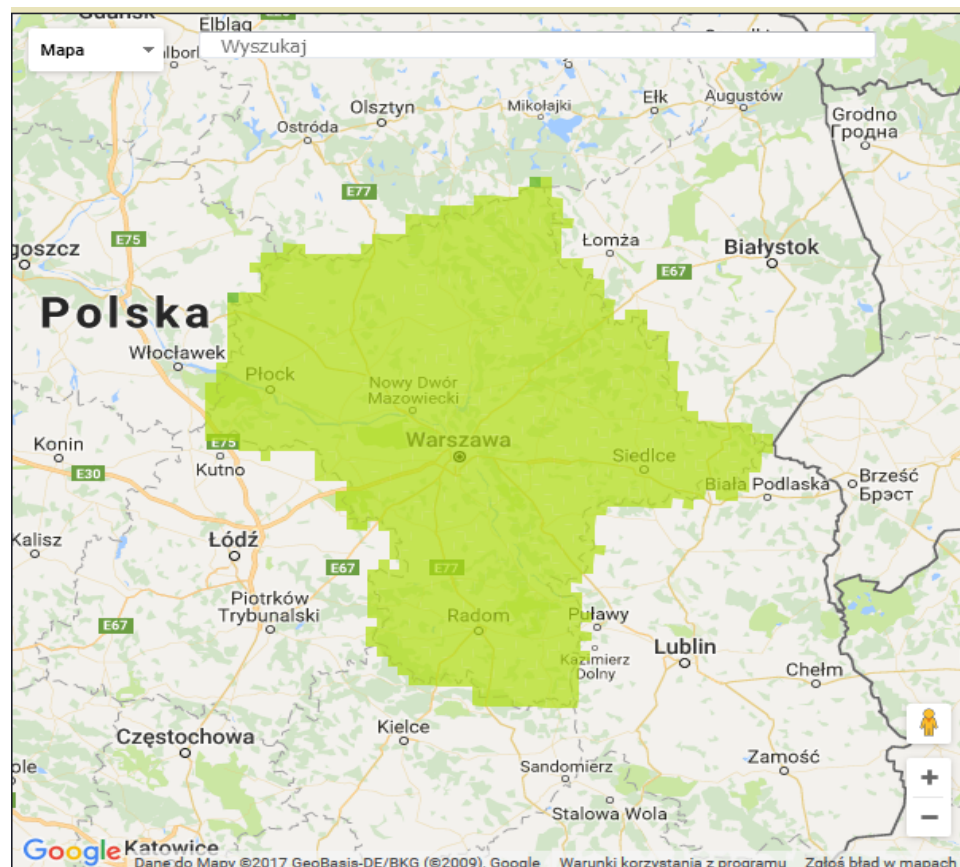 Elbląg
Mapa
Wyszukaj
Olsztyn
Mikołajki
Ełk
Augustów
Ostróda
Grodno
Гродна
E77
E75
Łomża
Białystok
E67
Polska
Włocławek
Płock
Nowy Dwór
Mazowiecki
Warszawa
Konin
E75
Siedlce
Kutno
E30
Biała Podlaska
Brześć
Брэст
Kalisz
Łódź
E67
E77
Piotrków
Trybunalski
E67
Radom
Puławy
Lublin
Kazimierz
Dolny
Chełm
Kielce
Częstochowa
Zamość
Sandomierz
Stalowa Wola
+
−
Google
Katowice
Dane do Mapy ©2017 GeoBasis-DE/BKG (©2009), Google Warunki korzystania z programu Zgłoś błąd w mapach